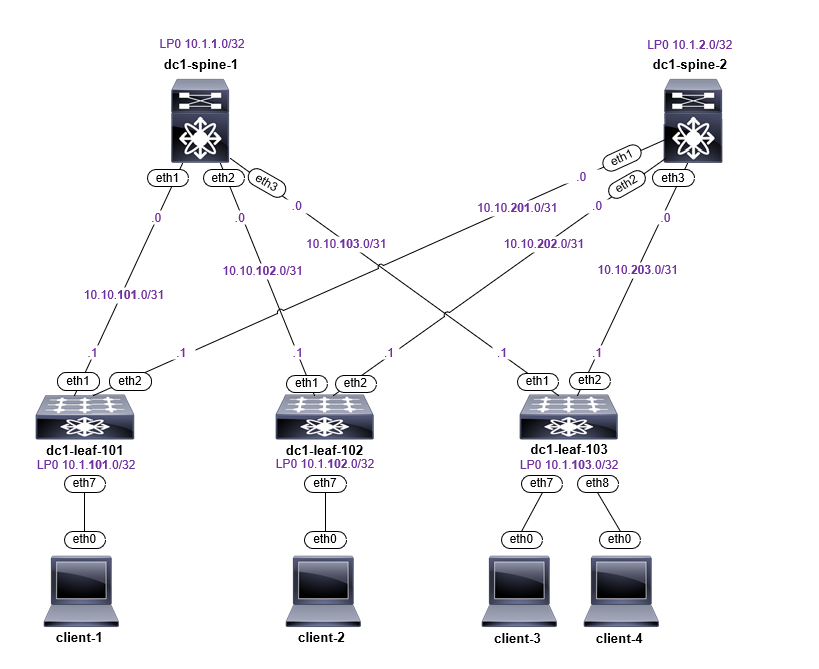 LP0 10.1.1.0/32
dc1-spine-1
LP0 10.1.2.0/32
dc1-spine-2
eth1
eth2
eth3
eth1
eth2
eth3
.0
.0
.0
.0
.0
.0
10.10.201.0/31
10.10.103.0/31
10.10.202.0/31
10.10.102.0/31
10.10.203.0/31
10.10.101.0/31
.1
.1
.1
.1
.1
.1
eth1
eth2
eth1
eth2
eth1
eth2
dc1-leaf-101
LP0 10.1.101.0/32
dc1-leaf-102
LP0 10.1.102.0/32
dc1-leaf-103
LP0 10.1.103.0/32
eth7
eth7
eth7
eth8
eth0
eth0
eth0
eth0
client-1
client-2
client-3
client-4